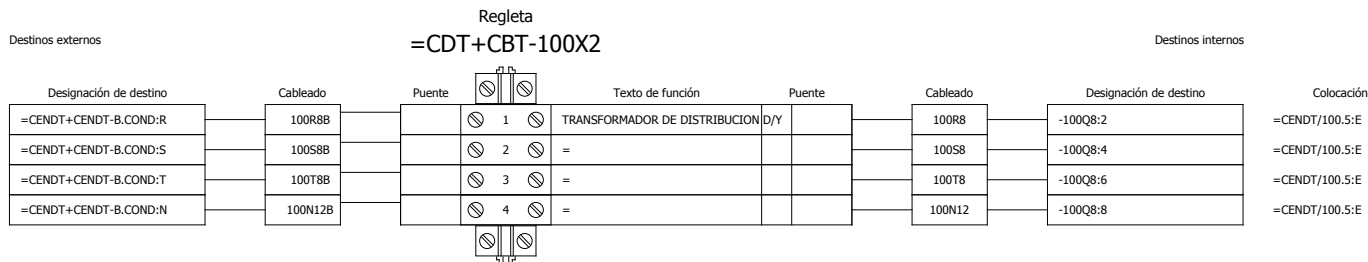 Regleta
Destinos externos =CDT+CBT-100X2 Destinos internos
Designación de destino Cableado Puente Texto de función Puente Cableado Designación de destino Colocación
=CENDT+CENDT-B.COND:R 100R8B 1 TRANSFORMADOR DE DISTRIBUCION D/Y 100R8 -100Q8:2 =CENDT/100.5:E
=CENDT+CENDT-B.COND:S 100S8B 2 = 100S8 -100Q8:4 =CENDT/100.5:E
=CENDT+CENDT-B.COND:T 100T8B 3 = 100T8 -100Q8:6 =CENDT/100.5:E
=CENDT+CENDT-B.COND:N 100N12B 4 = 100N12 -100Q8:8 =CENDT/100.5:E